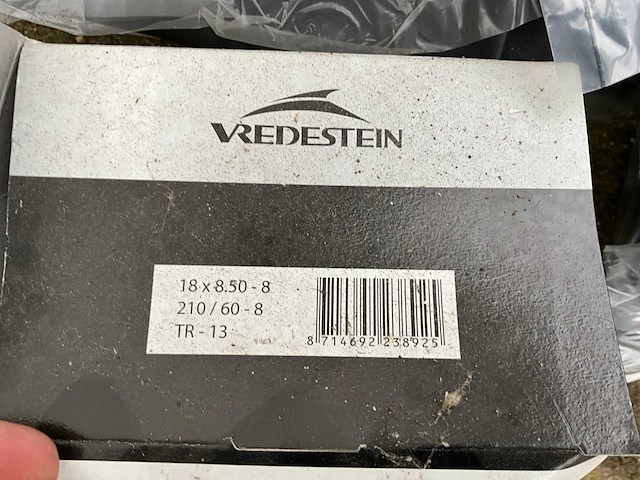 VREDESTEIN
18 x 8.50 - 8
210 / 60 - 8
TR - 13
8 714692 238925